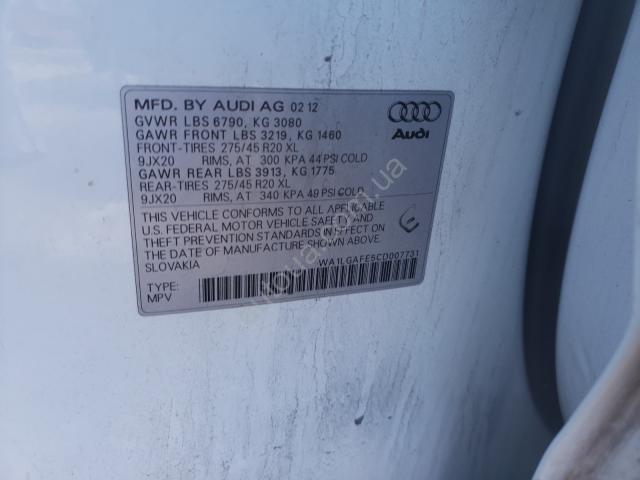 MFD. BY AUDI AG 02 12
GVWR LBS 6790, KG 3080
GAWR FRONT LBS 3219, KG 1460
FRONT-TIRES 275/45 R20 XL
9JX20 RIMS, AT 300 KPA 44 PSI COLD
GAWR REAR LBS 3913, KG 1775
REAR-TIRES 275/45 R20 XL
9JX20 RIMS, AT 340 KPA 49 PSI COLD
THIS VEHICLE CONFORMS TO ALL APPLICABLE
U.S. FEDERAL MOTOR VEHICLE SAFETY AND
THEFT PREVENTION STANDARDS IN EFFECT ON
THE DATE OF MANUFACTURE SHOWN ABOVE.
SLOVAKIA
WA1LGAFE5CD007731
TYPE:
MPV
Audi